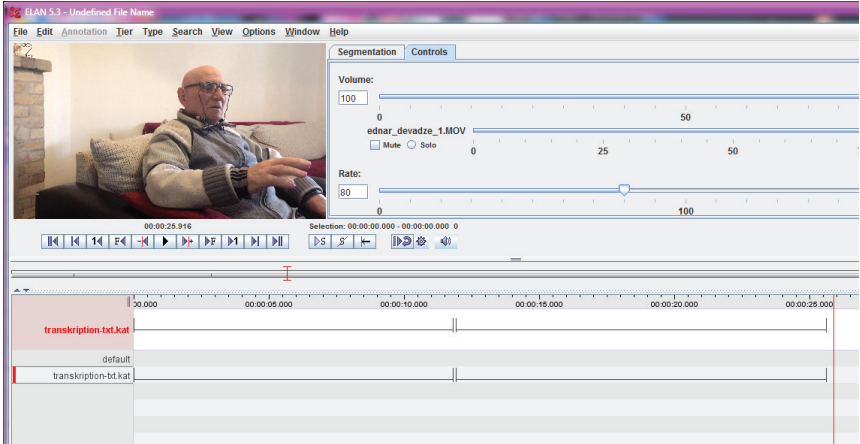 ELAN 5.3 - Undefined File Name
File Edit Annotation Tier Type Search View Options Window Help
Segmentation Controls
Volume:
100
0 50
ednar_devadze_1.MOV
Mute Solo
0 25 50
Rate:
80
0 100
00:00:25.916
Selection: 00:00:00.000 - 00:00:00.000 0
1 F + F 1 S S
00:00:05.000 00:00:10.000 00:00:15.000 00:00:20.000 00:00:25.000
transkription-txt.kat
default
transkription-txt.kat